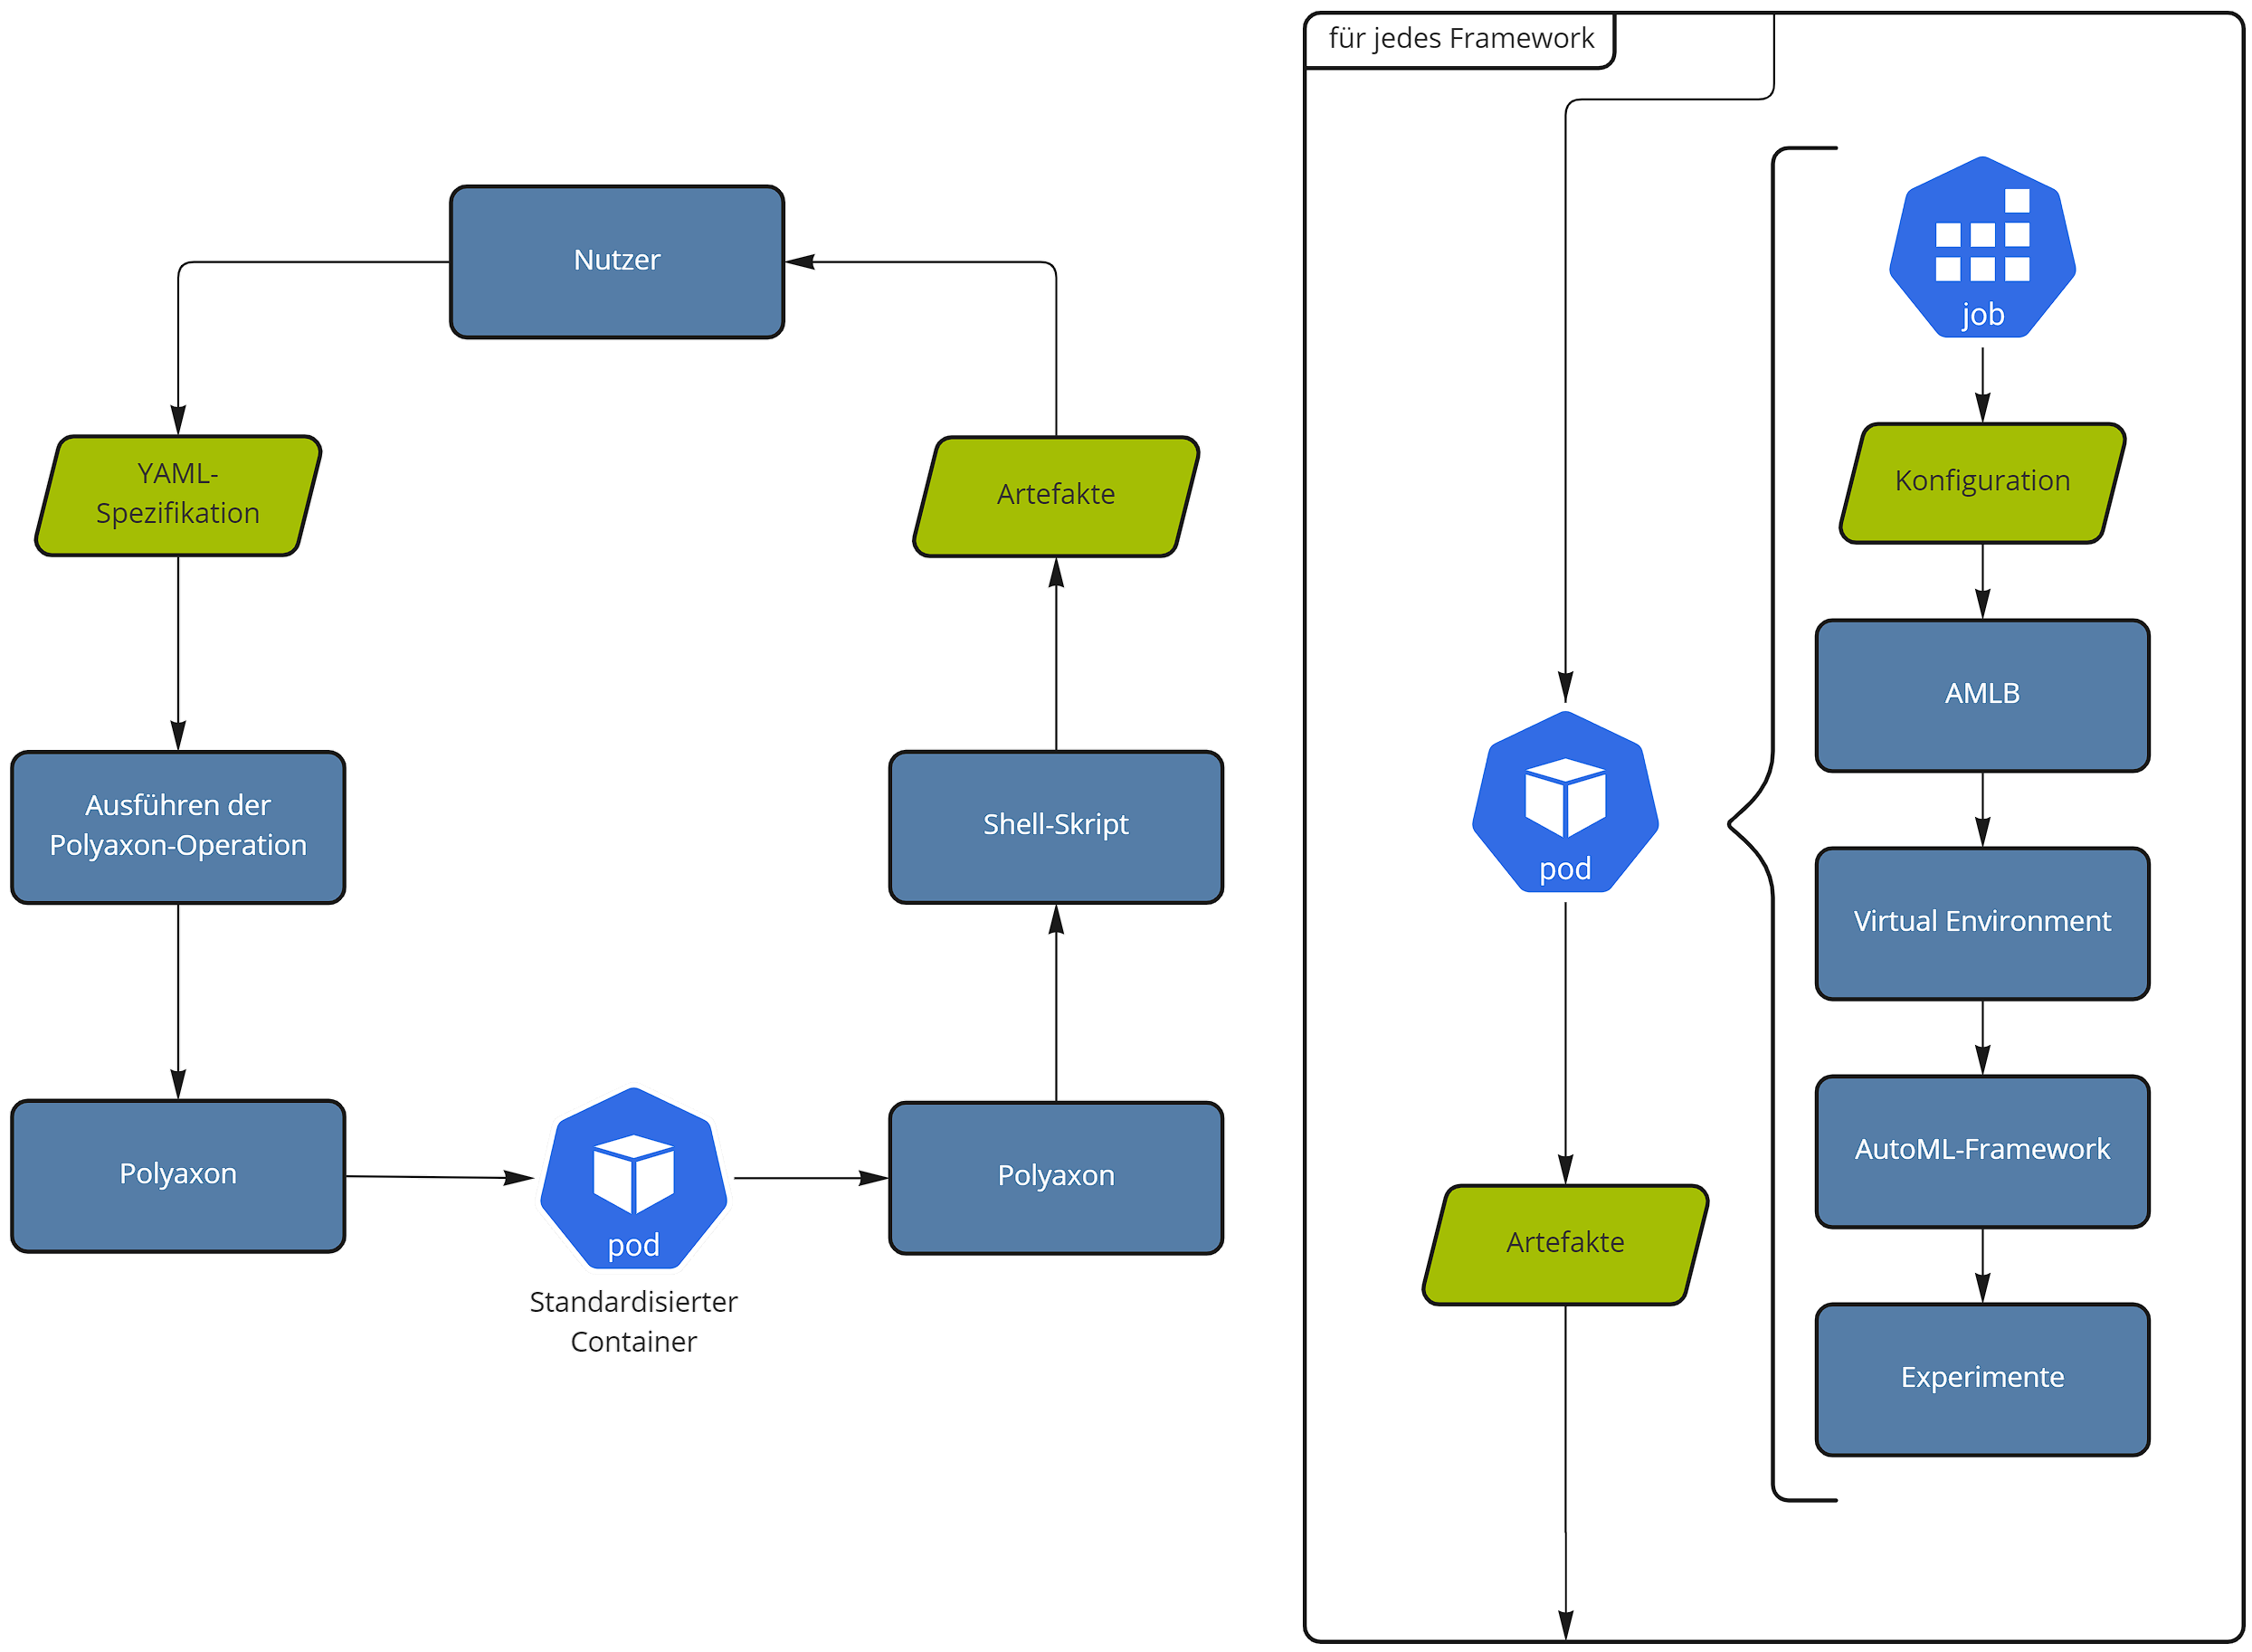 für jedes Framework
Nutzer
YAML-
Spezifikation
Artefakte
Ausführen der
Polyaxon-Operation
Shell-Skript
Polyaxon
pod
Standardisierter
Container
Polyaxon
pod
Artefakte
job
Konfiguration
AMLB
Virtual Environment
AutoML-Framework
Experimente